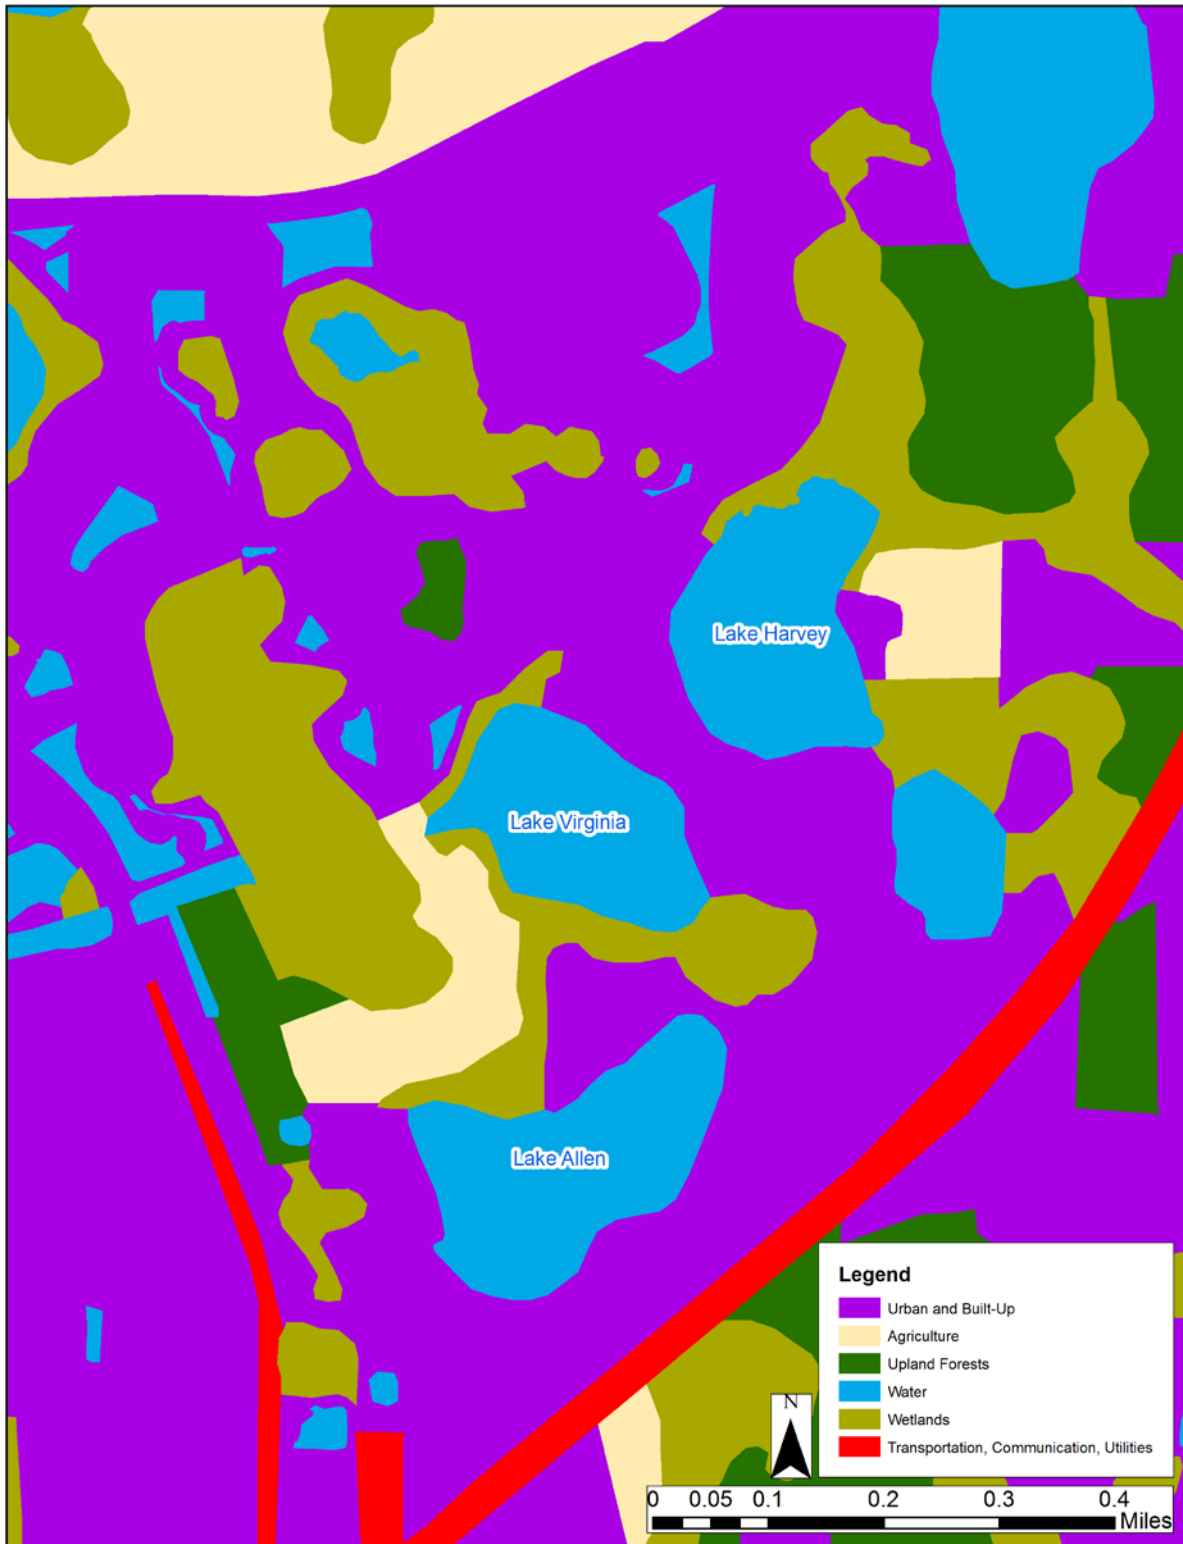 Lake Harvey
Lake Virginia
Lake Allen
Legend
Urban and Built-Up
Agriculture
Upland Forests
Water
Wetlands
Transportation, Communication, Utilities
N
0 0.05 0.1 0.2 0.3 0.4
Miles